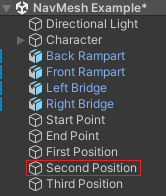 NavMesh Example*
Directional Light
Character
Back Rampart
Front Rampart
Left Bridge
Right Bridge
Start Point
End Point
First Position
Second Position
Third Position